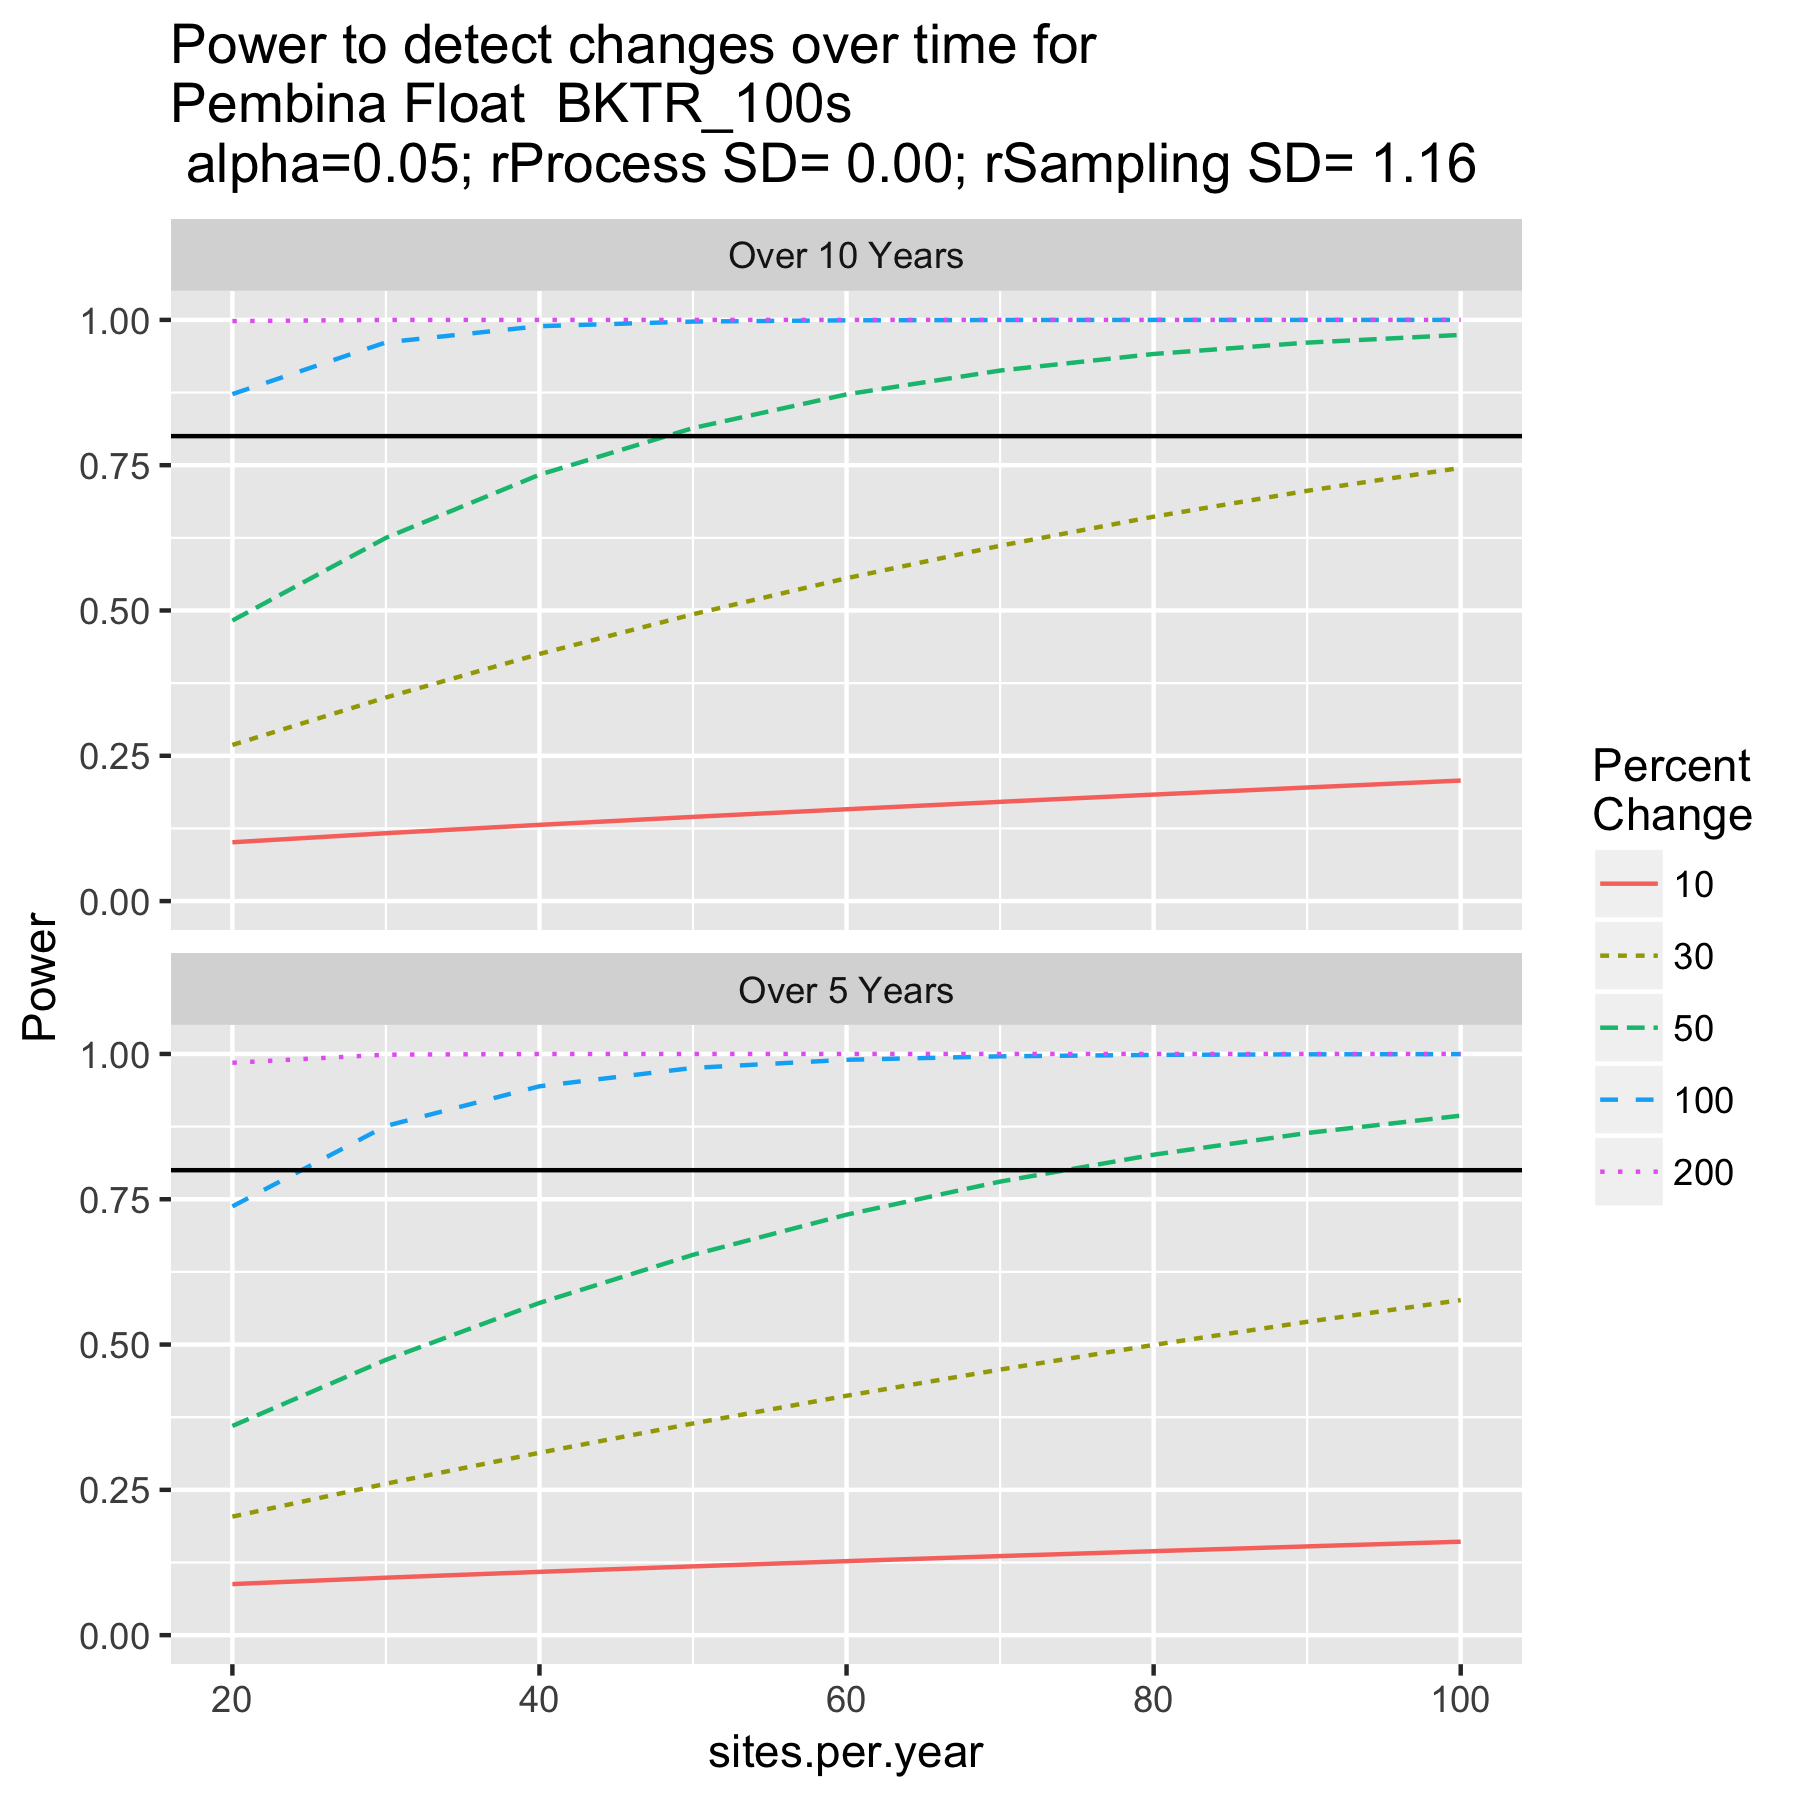 Power to detect changes over time for
Pembina Float  BKTR_100s
alpha=0.05; rProcess SD= 0.00; rSampling SD= 1.16
Over 10 Years
1.00
0.75
0.50
0.25
0.00
Power
Over 5 Years
1.00
0.75
0.50
0.25
0.00
20 40 60 80 100
sites.per.year
Percent
Change
10
30
50
100
200